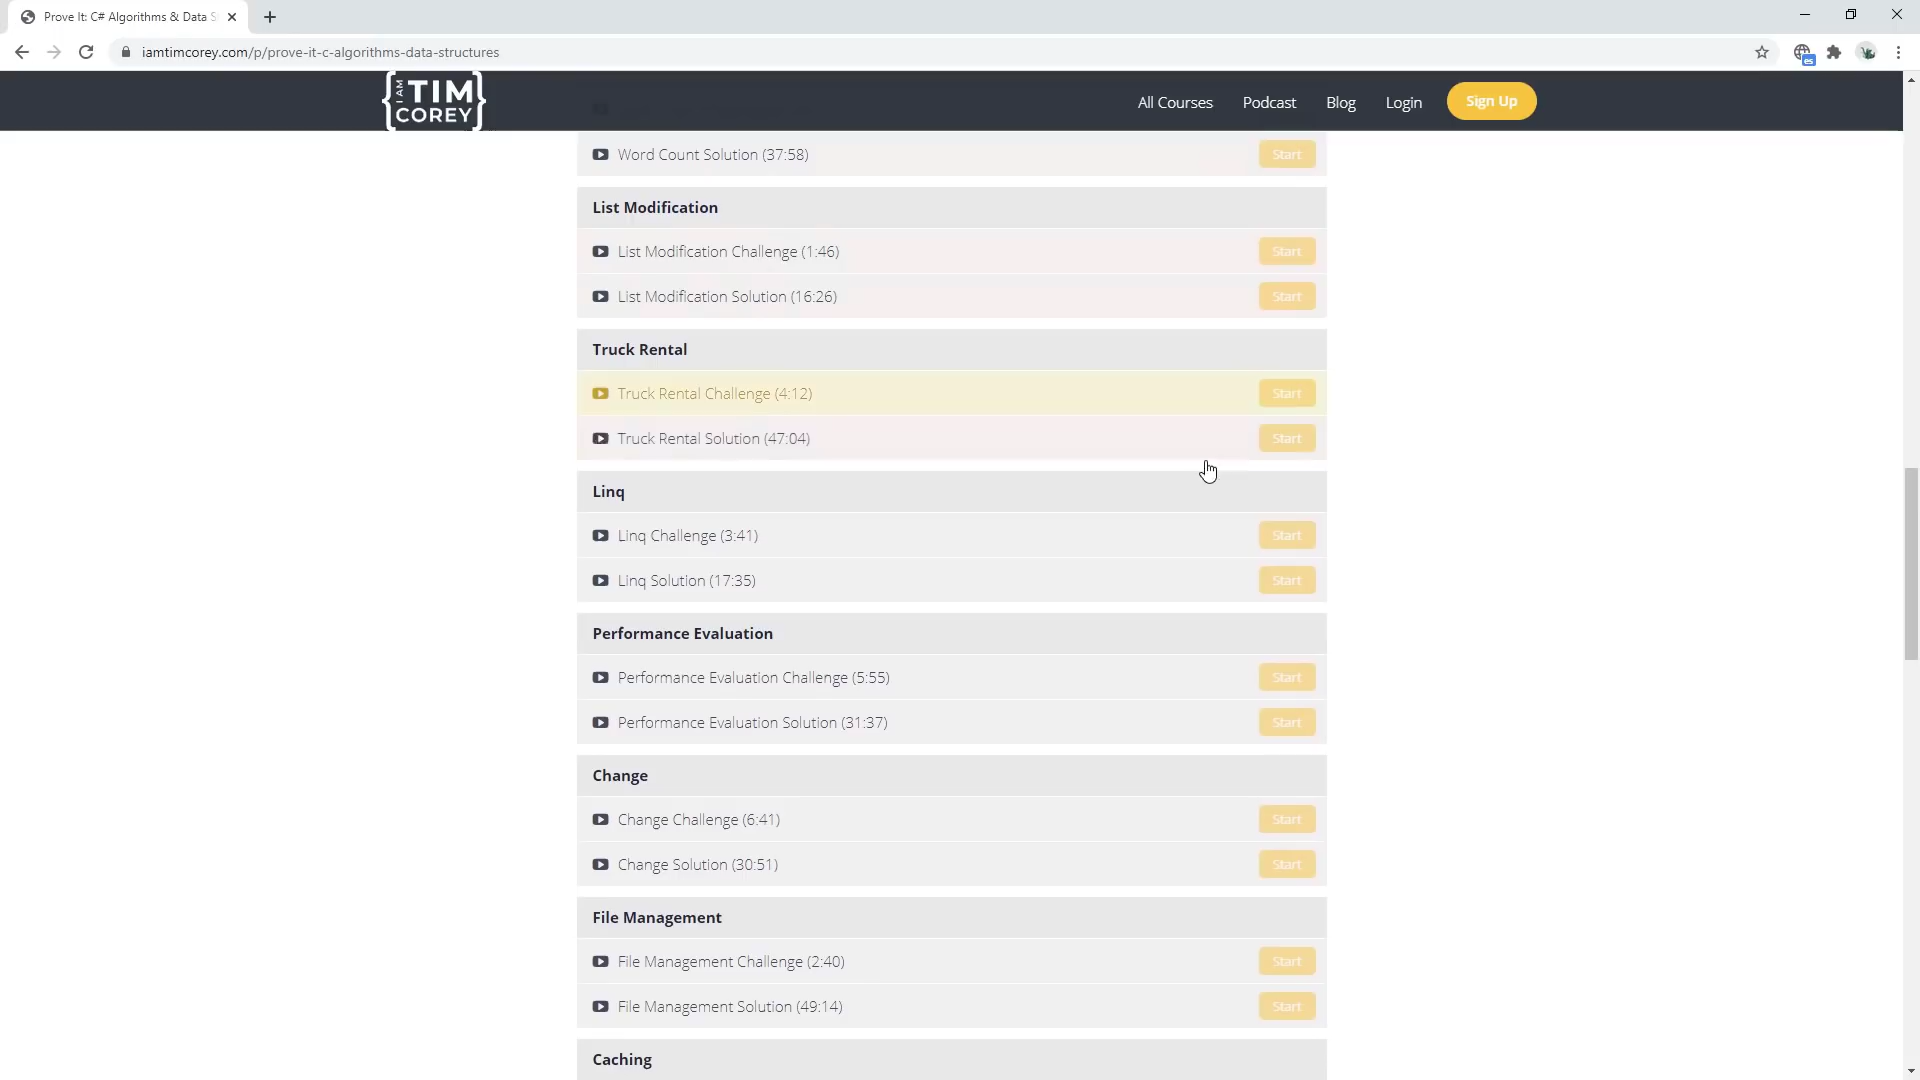 Prove It: C# Algorithms & Data S
iamtimcorey.com/p/prove-it-c-algorithms-data-structures
es
I AM TIM COREY
All Courses
Podcast
Blog
Login
Sign Up
Word Count Solution (37:58)
Start
List Modification
List Modification Challenge (1:46)
Start
List Modification Solution (16:26)
Start
Truck Rental
Truck Rental Challenge (4:12)
Start
Truck Rental Solution (47:04)
Start
Linq
Linq Challenge (3:41)
Start
Linq Solution (17:35)
Start
Performance Evaluation
Performance Evaluation Challenge (5:55)
Start
Performance Evaluation Solution (31:37)
Start
Change
Change Challenge (6:41)
Start
Change Solution (30:51)
Start
File Management
File Management Challenge (2:40)
Start
File Management Solution (49:14)
Start
Caching